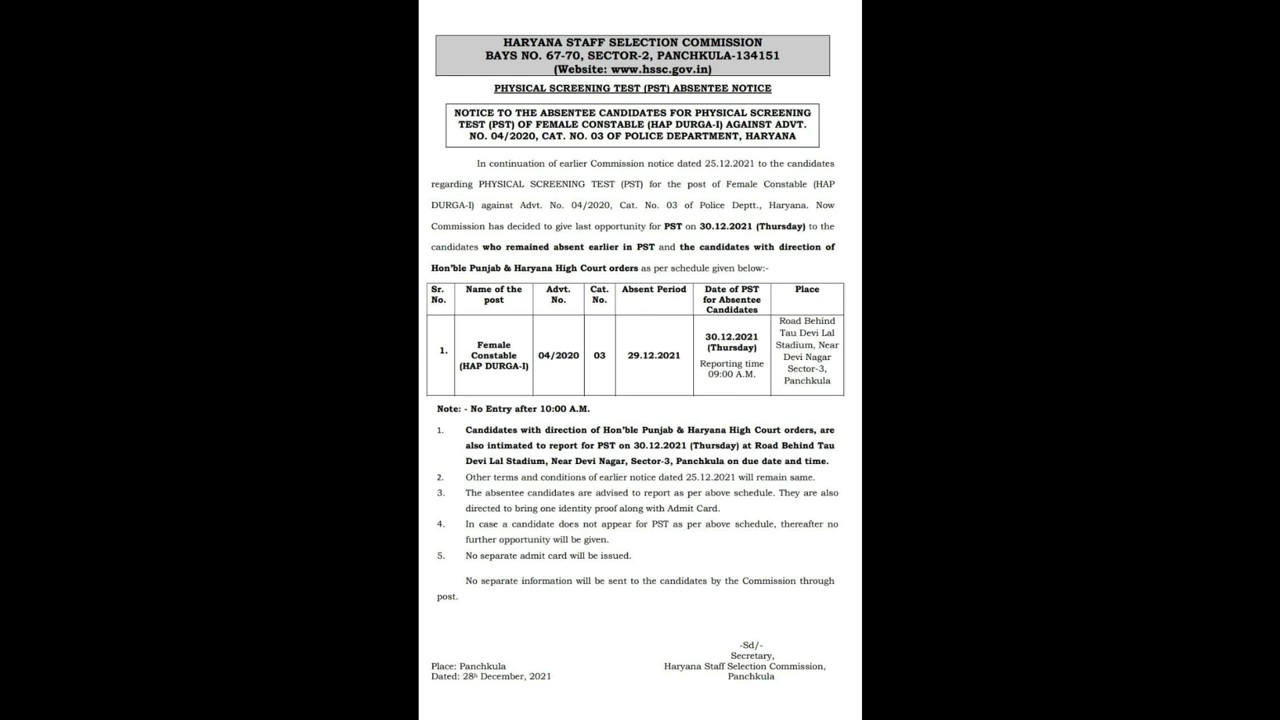 HARYANA STAFF SELECTION COMMISSION
BAYS NO. 67-70, SECTOR-2, PANCHKULA-134151
(Website: www.hssc.gov.in)
PHYSICAL SCREENING TEST (PST) ABSENTEE NOTICE
NOTICE TO THE ABSENTEE CANDIDATES FOR PHYSICAL SCREENING
TEST (PST) OF FEMALE CONSTABLE (HAP DURGA-I) AGAINST ADVT.
NO. 04/2020, CAT. NO. 03 OF POLICE DEPARTMENT, HARYANA
In continuation of earlier Commission notice dated 25.12.2021 to the candidates
regarding PHYSICAL SCREENING TEST (PST) for the post of Female Constable (HAP
DURGA-I) against Advt. No. 04/2020, Cat. No. 03 of Police Deptt., Haryana. Now
Commission has decided to give last opportunity for PST on 30.12.2021 (Thursday) to the
candidates who remained absent earlier in PST and the candidates with direction of
Hon'ble Punjab & Haryana High Court orders as per schedule given below:-
Sr. No.
Name of the post
Advt. No.
Cat. No.
Absent Period
Date of PST for Absentee Candidates
Place
1.
Female Constable (HAP DURGA-I)
04/2020
03
29.12.2021
30.12.2021 (Thursday)
Reporting time 09:00 A.M.
Road Behind Tau Devi Lal Stadium, Near Devi Nagar Sector-3, Panchkula
Note: - No Entry after 10:00 A.M.
1. Candidates with direction of Hon'ble Punjab & Haryana High Court orders, are
also intimated to report for PST on 30.12.2021 (Thursday) at Road Behind Tau
Devi Lal Stadium, Near Devi Nagar, Sector-3, Panchkula on due date and time.
2. Other terms and conditions of earlier notice dated 25.12.2021 will remain same.
3. The absentee candidates are advised to report as per above schedule. They are also
directed to bring one identity proof along with Admit Card.
4. In case a candidate does not appear for PST as per above schedule, thereafter no
further opportunity will be given.
5. No separate admit card will be issued.
No separate information will be sent to the candidates by the Commission through
post.
-Sd/-
Secretary,
Place: Panchkula Haryana Staff Selection Commission,
Dated: 28th December, 2021 Panchkula